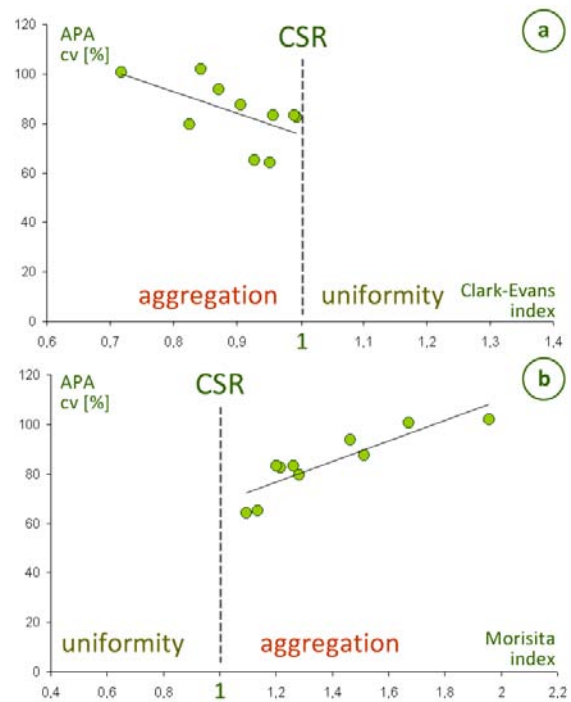 120
APA
cv [%]
CSR
a
100
80
60
40
20
0
aggregation
uniformity
Clark-Evans
index
0,6
0,7
0,8
0,9
1
1,1
1,2
1,3
1,4
120
APA
cv [%]
CSR
b
100
80
60
40
20
0
uniformity
aggregation
Morisita
index
0,4
0,6
0,8
1
1,2
1,4
1,6
1,8
2
2,2